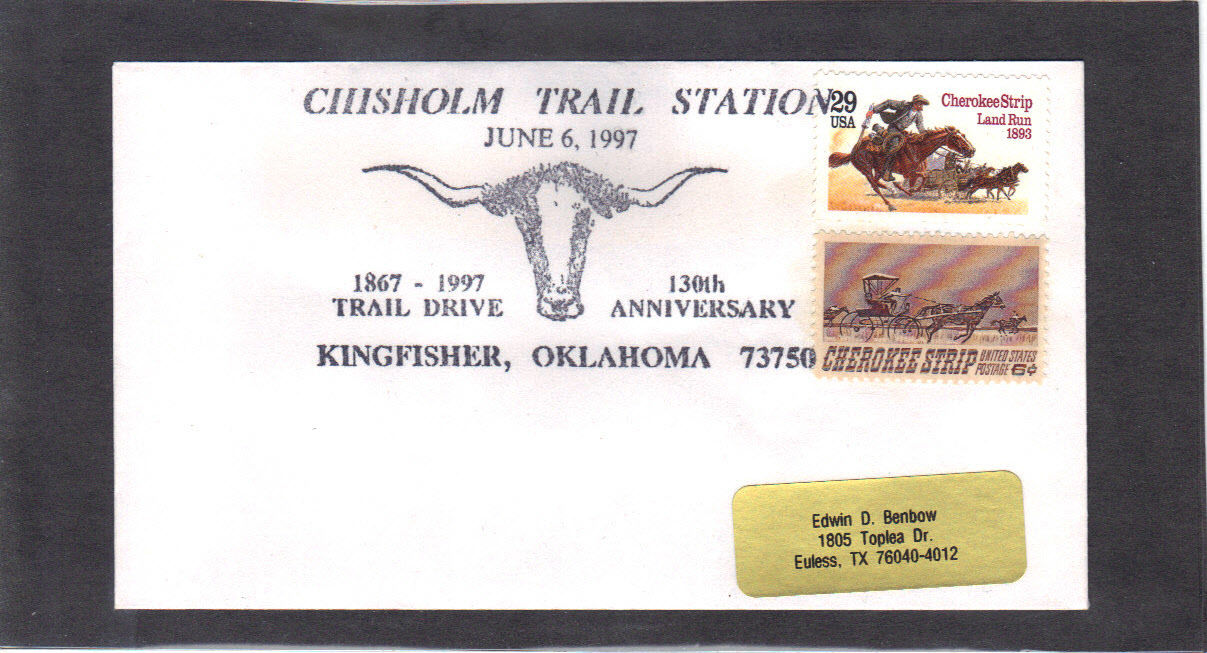 CHISHOLM TRAIL STATION
JUNE 6, 1997
1867 - 1997 130th
TRAIL DRIVE ANNIVERSARY
KINGFISHER, OKLAHOMA 73750
29
USA
Cherokee Strip
Land Run
1893
CHEROKEE STRIP UNITED STATES
POSTAGE 6¢
Edwin D. Benbow
1805 Toplea Dr.
Euless, TX 76040-4012